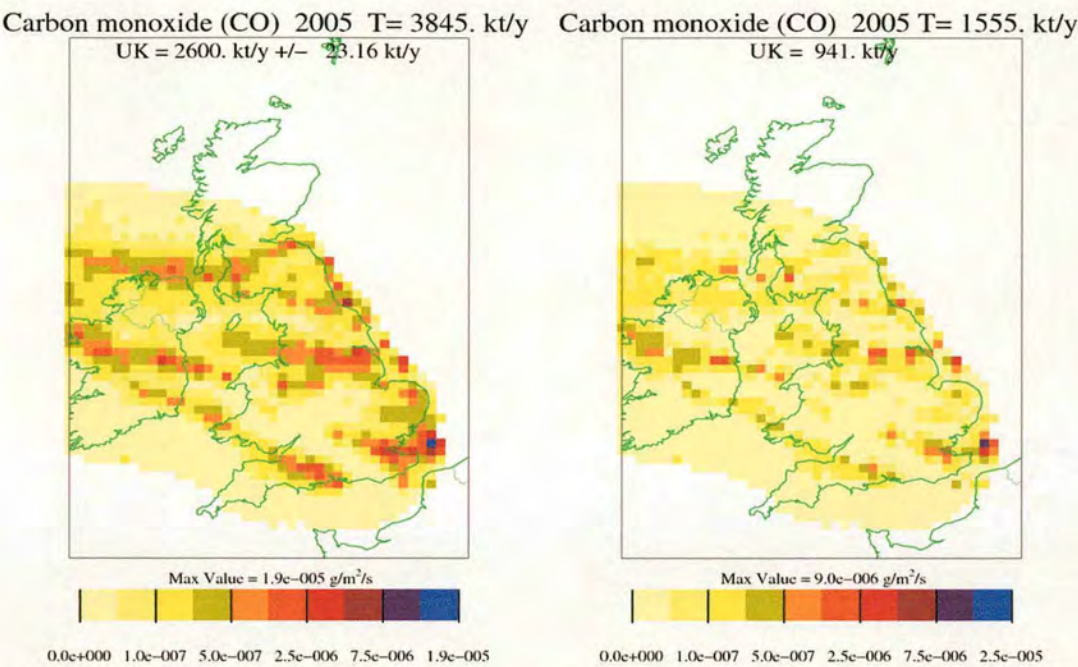 Carbon monoxide (CO) 2005 T= 3845. kt/y
UK = 2600. kt/y +/− 23.16 kt/y
Max Value = 1.9e−005 g/m²/s
0.0e+000 1.0e−007 5.0e−007 2.5e−006 7.5e−006 1.9e−005
Carbon monoxide (CO) 2005 T= 1555. kt/y
UK = 941. kt/y
Max Value = 9.0e−006 g/m²/s
0.0e+000 1.0e−007 5.0e−007 2.5e−006 7.5e−006 2.5e−005